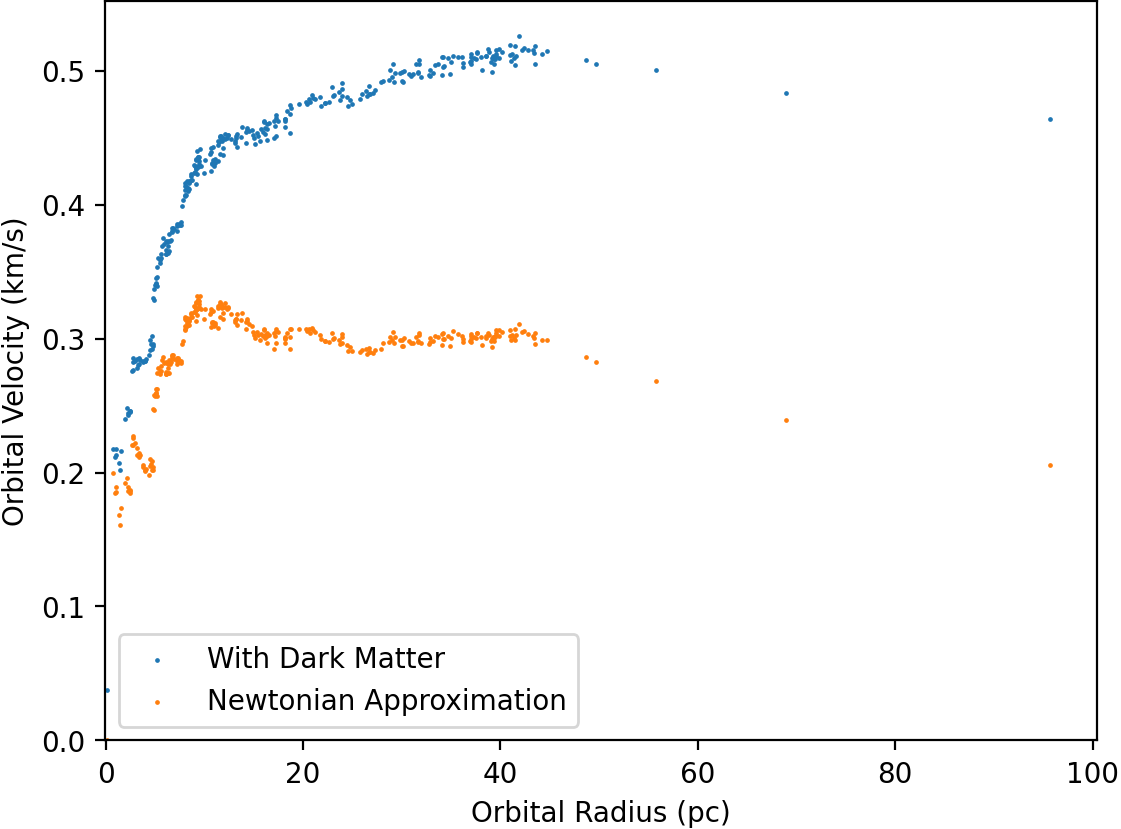 0.5
0.4
0.3
0.2
0.1
0.0
Orbital Velocity (km/s)
With Dark Matter
Newtonian Approximation
0 20 40 60 80 100
Orbital Radius (pc)